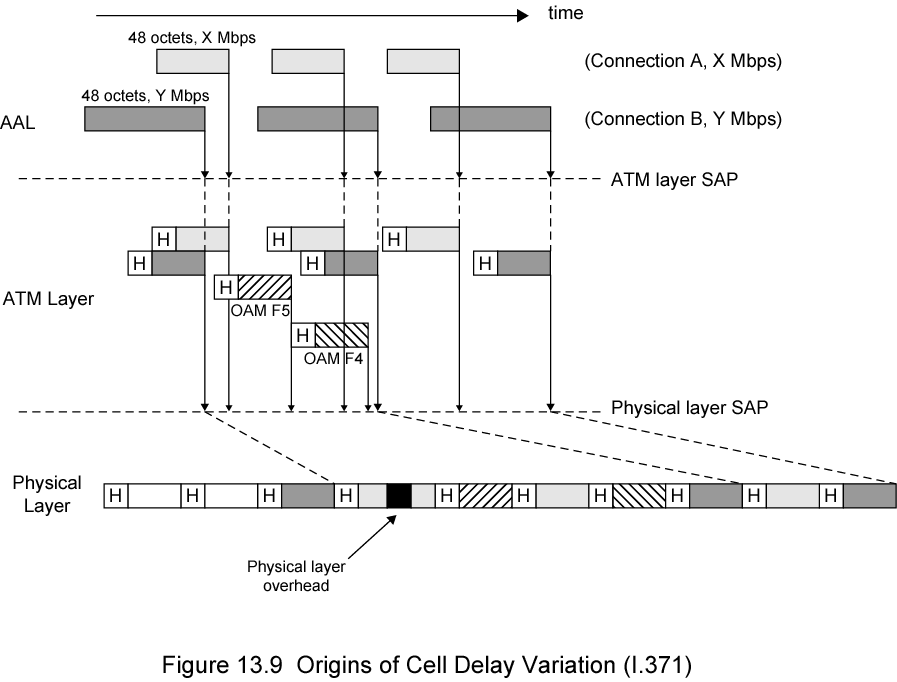 time
48 octets, X Mbps
(Connection A, X Mbps)
48 octets, Y Mbps
AAL
(Connection B, Y Mbps)
ATM layer SAP
H
H
H
H
H
H
H
ATM Layer
OAM F5
H
OAM F4
Physical layer SAP
Physical
Layer
H
H
H
H
H
H
H
H
H
H
Physical layer
overhead
Figure 13.9 Origins of Cell Delay Variation (I.371)